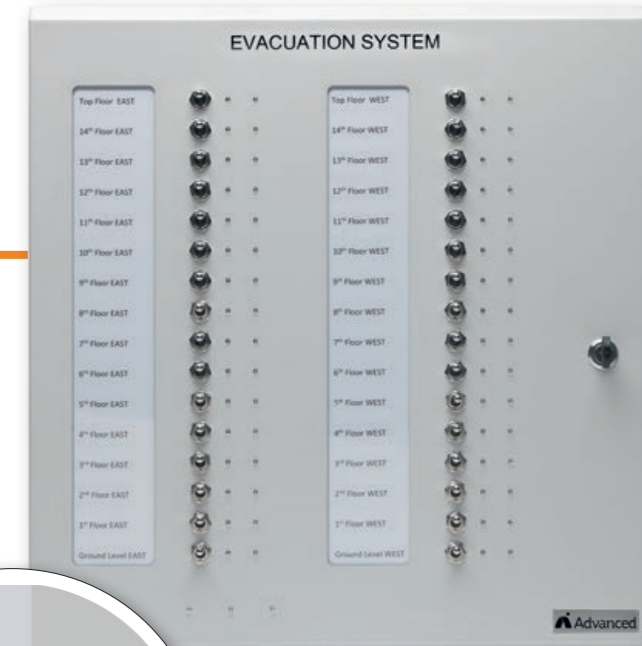 EVACUATION SYSTEM
Top Floor EAST
14th Floor EAST
13th Floor EAST
12th Floor EAST
11th Floor EAST
10th Floor EAST
9th Floor EAST
8th Floor EAST
7th Floor EAST
6th Floor EAST
5th Floor EAST
4th Floor EAST
3rd Floor EAST
2nd Floor EAST
1st Floor EAST
Ground Level EAST
Top Floor WEST
14th Floor WEST
13th Floor WEST
12th Floor WEST
11th Floor WEST
10th Floor WEST
9th Floor WEST
8th Floor WEST
7th Floor WEST
6th Floor WEST
5th Floor WEST
4th Floor WEST
3rd Floor WEST
2nd Floor WEST
1st Floor WEST
Ground Level WEST
Advanced